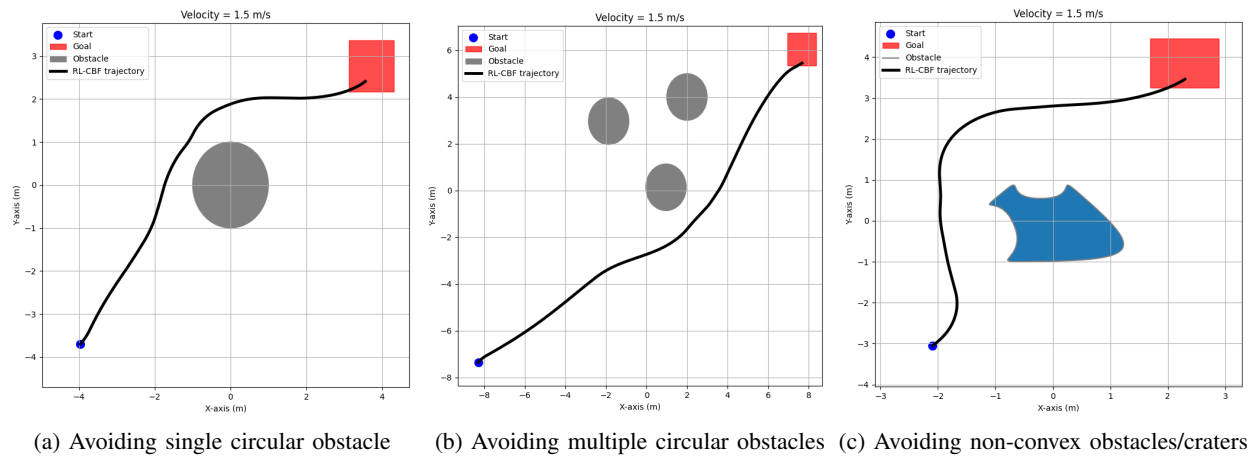 Velocity = 1.5 m/s
Start
Goal
Obstacle
RL-CBF trajectory
Y-axis (m)
3
2
1
0
−1
−2
−3
−4
−4
−2
0
2
4
X-axis (m)
(a) Avoiding single circular obstacle
Velocity = 1.5 m/s
Start
Goal
Obstacle
RL-CBF trajectory
Y-axis (m)
6
4
2
0
−2
−4
−6
−8
−8
−6
−4
−2
0
2
4
6
8
X-axis (m)
(b) Avoiding multiple circular obstacles
Velocity = 1.5 m/s
Start
Goal
Obstacle
RL-CBF trajectory
Y-axis (m)
4
3
2
1
0
−1
−2
−3
−4
−3
−2
−1
0
1
2
3
X-axis (m)
(c) Avoiding non-convex obstacles/craters